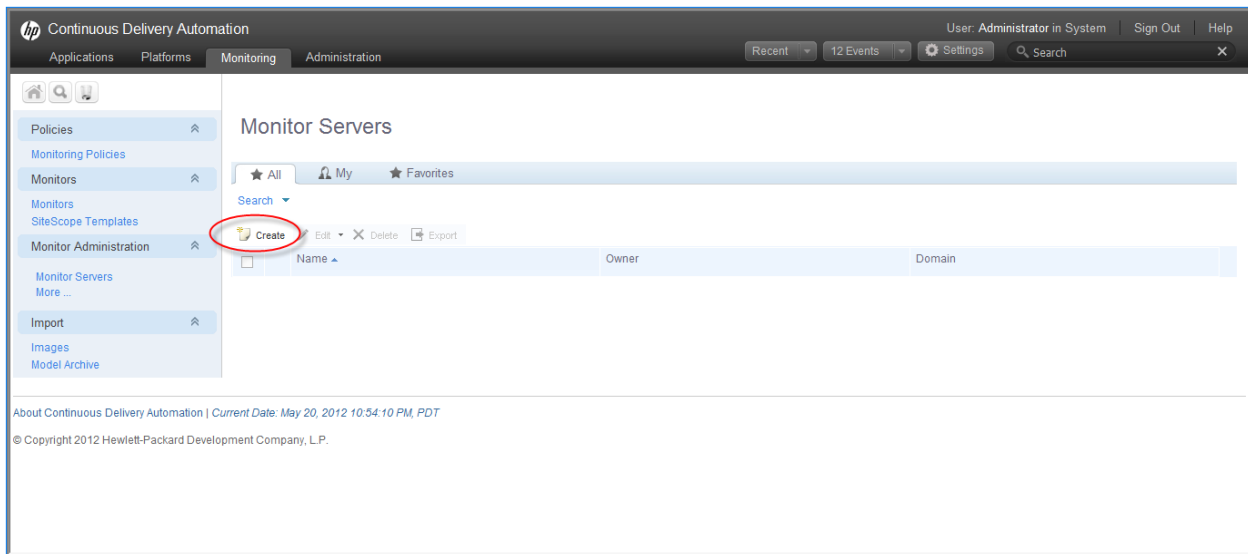 hp Continuous Delivery Automation
User: Administrator in System Sign Out Help
Applications Platforms Monitoring Administration
Recent 12 Events Settings Search
Policies
Monitoring Policies
Monitors
Monitors
SiteScope Templates
Monitor Administration
Monitor Servers
More ...
Import
Images
Model Archive
Monitor Servers
All My Favorites
Search
Create Edit Delete Export
Name Owner Domain
About Continuous Delivery Automation | Current Date: May 20, 2012 10:54:10 PM, PDT
© Copyright 2012 Hewlett-Packard Development Company, L.P.